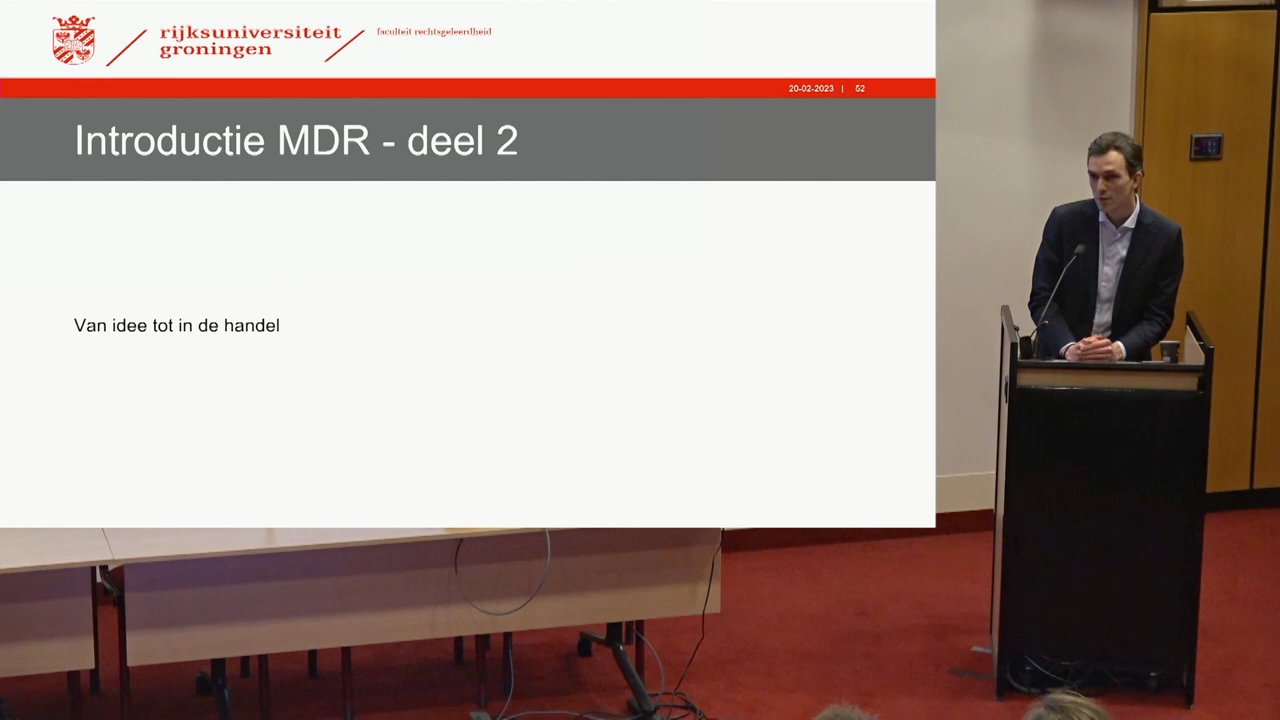 rijksuniversiteit
groningen
faculteit rechtsgeleerdheid
20-02-2023 | 52
Introductie MDR - deel 2
Van idee tot in de handel